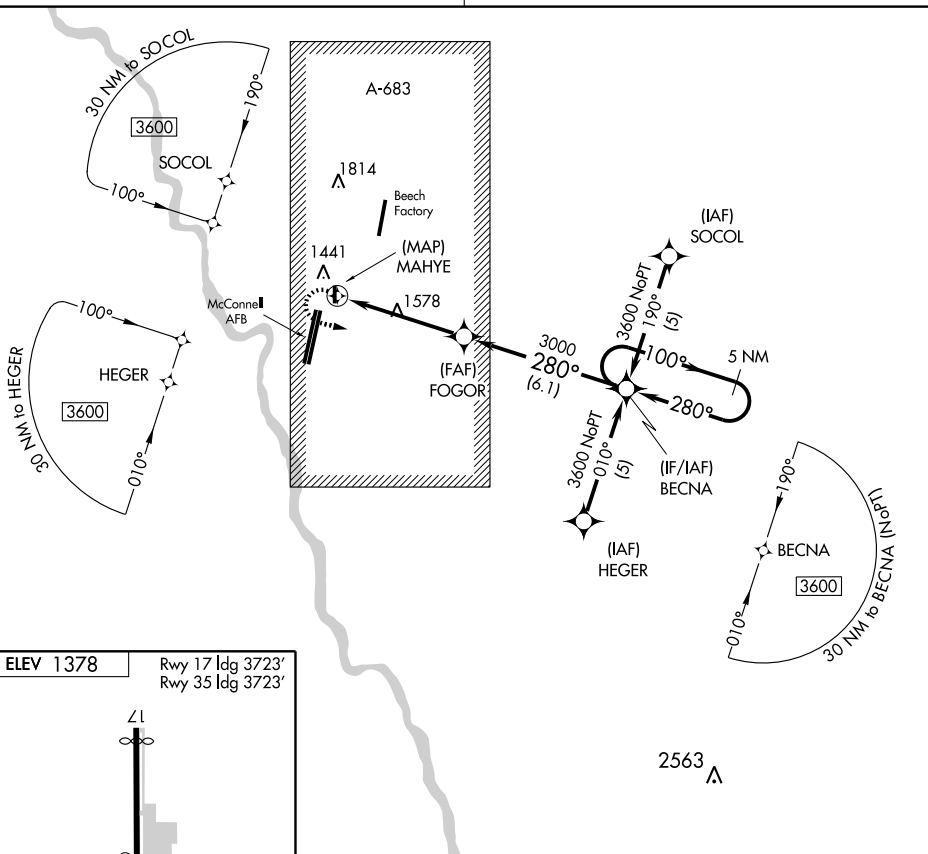 30 NM to SOCOL
3600
190°
SOCOL
100°
A-683
1814
Beech
Factory
(MAP)
MAHYE
1441
McConnell
AFB
1578
(FAF)
FOGOR
3000
280°
(6.1)
(IAF)
SOCOL
3600 NoPT
190°
(5)
100°
5 NM
280°
(IF/IAF)
BECNA
3600 NoPT
010°
(5)
(IAF)
HEGER
100°
HEGER
3600
010°
30 NM to HEGER
190°
BECNA
3600
010°
30 NM to BECNA (NoPT)
2563
ELEV 1378
Rwy 17 ldg 3723'
Rwy 35 ldg 3723'
17